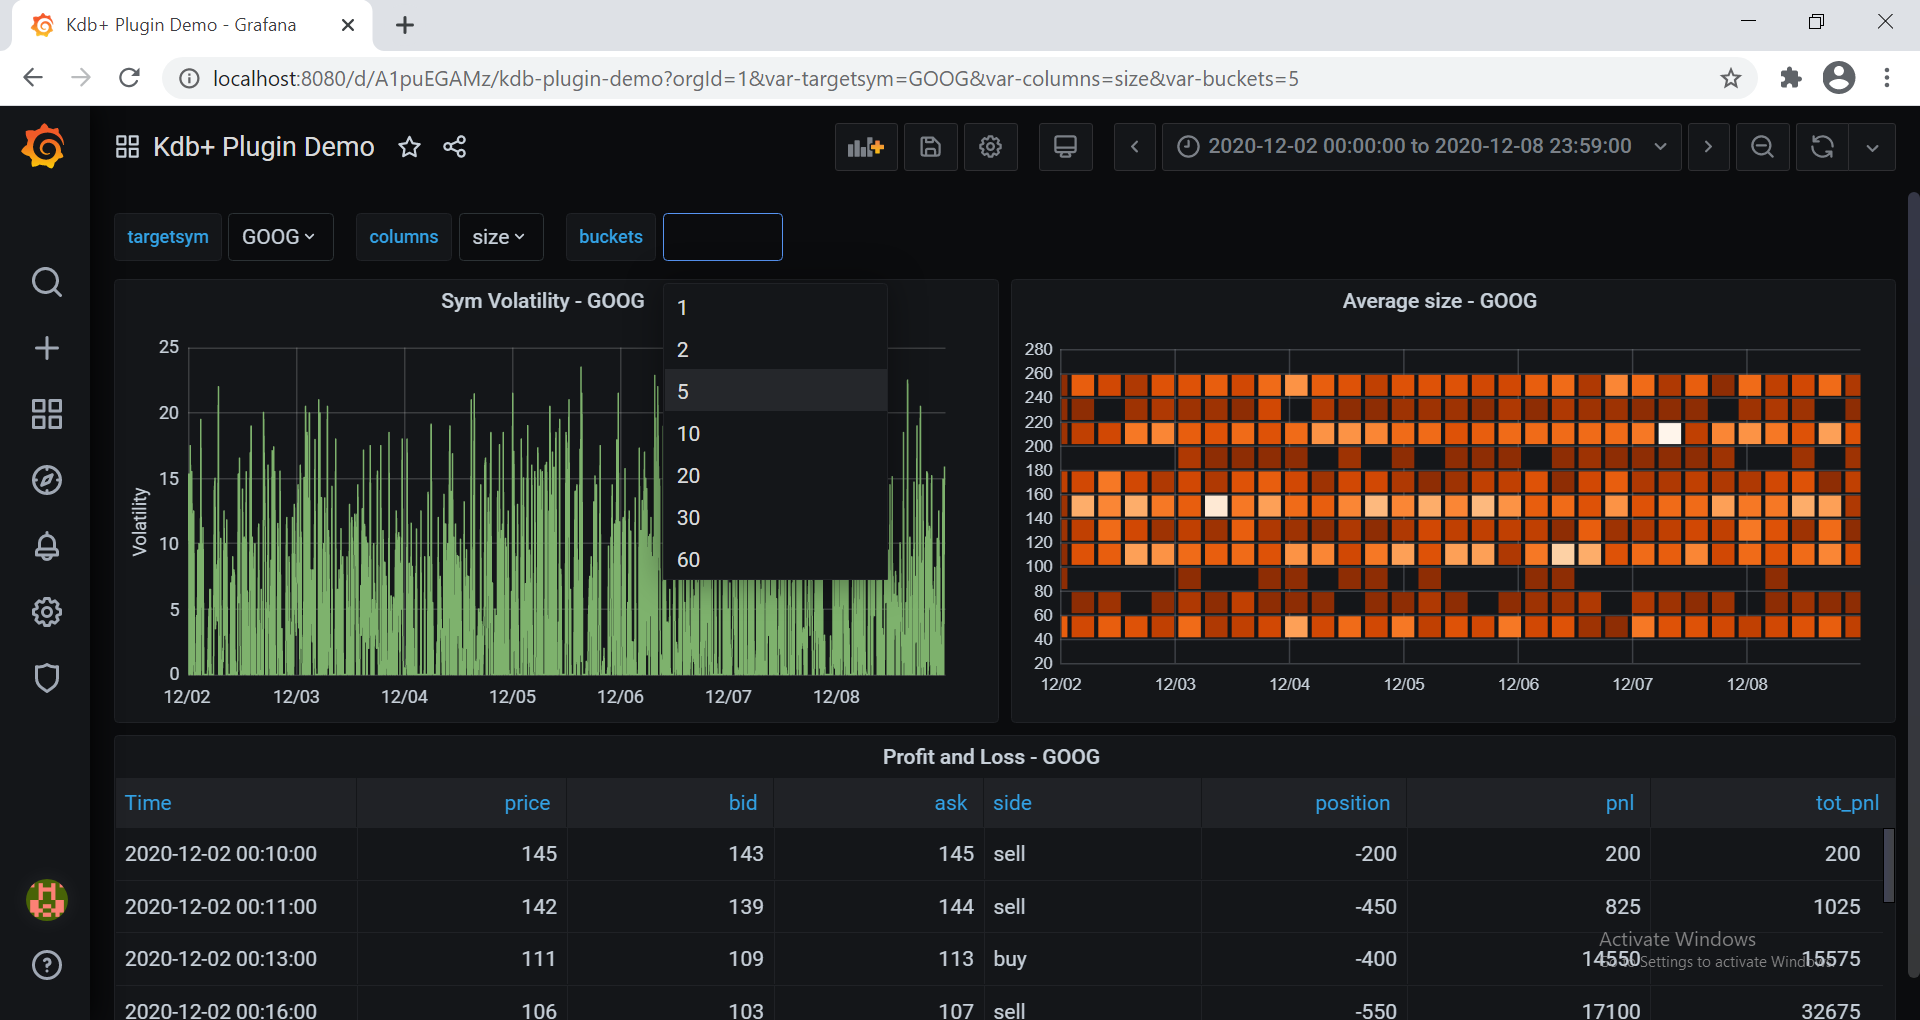 Kdb+ Plugin Demo - Grafana
localhost:8080/d/A1puEGAMz/kdb-plugin-demo?orgId=1&var-targetsym=GOOG&var-columns=size&var-buckets=5
Kdb+ Plugin Demo
2020-12-02 00:00:00 to 2020-12-08 23:59:00
targetsym GOOG columns size buckets
1
2
5
10
20
30
60
Sym Volatility - GOOG
Volatility
25
20
15
10
5
0
12/02 12/03 12/04 12/05 12/06 12/07 12/08
Average size - GOOG
280
260
240
220
200
180
160
140
120
100
80
60
40
20
12/02 12/03 12/04 12/05 12/06 12/07 12/08
Profit and Loss - GOOG
Time price bid ask side position pnl tot_pnl
2020-12-02 00:10:00 145 143 145 sell -200 200 200
2020-12-02 00:11:00 142 139 144 sell -450 825 1025
2020-12-02 00:13:00 111 109 113 buy -400 14550 15575
2020-12-02 00:16:00 106 103 107 sell -550 17100 32675
Activate Windows
Go to Settings to activate Windows.